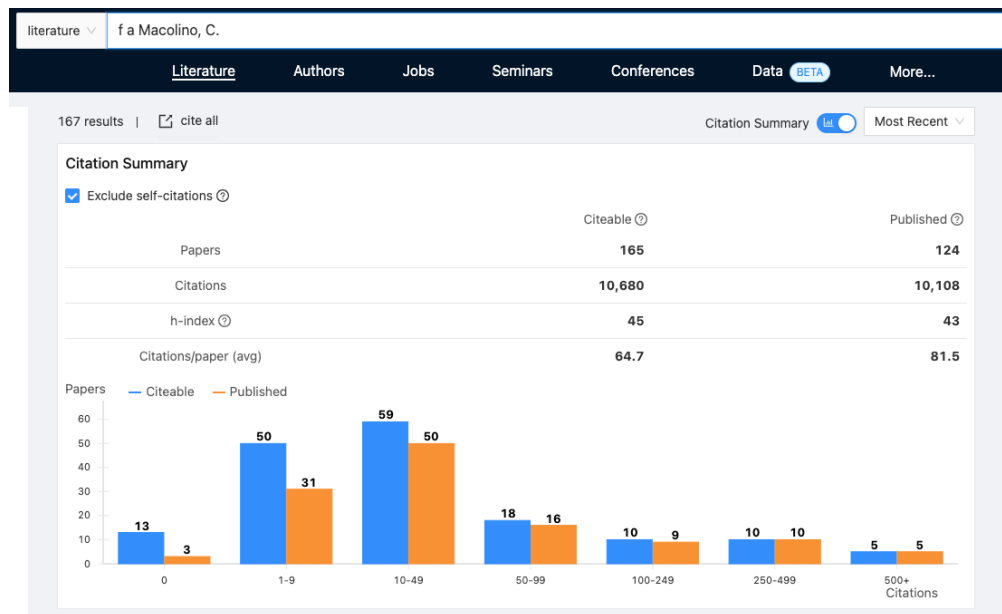 literature f a Macolino, C.
Literature Authors Jobs Seminars Conferences Data BETA More...
167 results | cite all Citation Summary Most Recent
Citation Summary
Exclude self-citations ?
Citeable ? Published ?
Papers 165 124
Citations 10,680 10,108
h-index ? 45 43
Citations/paper (avg) 64.7 81.5
Papers Citeable Published
60
50
40
30
20
10
0
13 3
50 31
59 50
18 16
10 9
10 10
5 5
0 1-9 10-49 50-99 100-249 250-499 500+
Citations